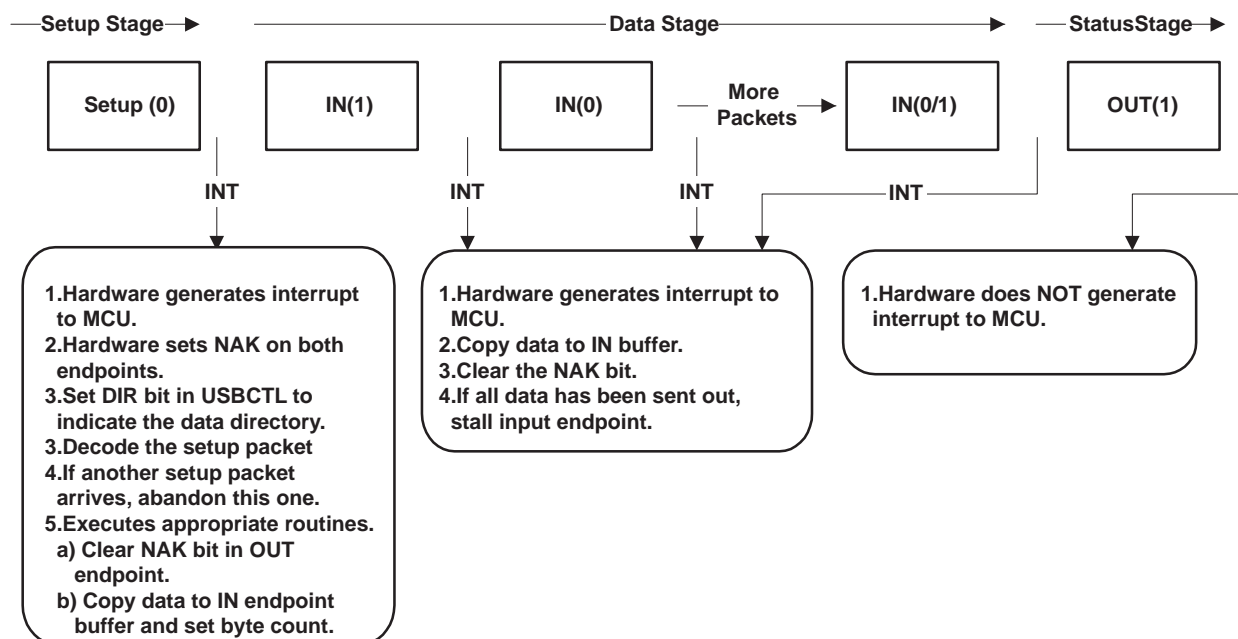 Setup Stage
Data Stage
StatusStage
Setup (0)
IN(1)
IN(0)
More
Packets
IN(0/1)
OUT(1)
INT
INT
INT
INT
1.Hardware generates interrupt
to MCU.
2.Hardware sets NAK on both
endpoints.
3.Set DIR bit in USBCTL to
indicate the data directory.
3.Decode the setup packet
4.If another setup packet
arrives, abandon this one.
5.Executes appropriate routines.
a) Clear NAK bit in OUT
endpoint.
b) Copy data to IN endpoint
buffer and set byte count.
1.Hardware generates interrupt to
MCU.
2.Copy data to IN buffer.
3.Clear the NAK bit.
4.If all data has been sent out,
stall input endpoint.
1.Hardware does NOT generate
interrupt to MCU.